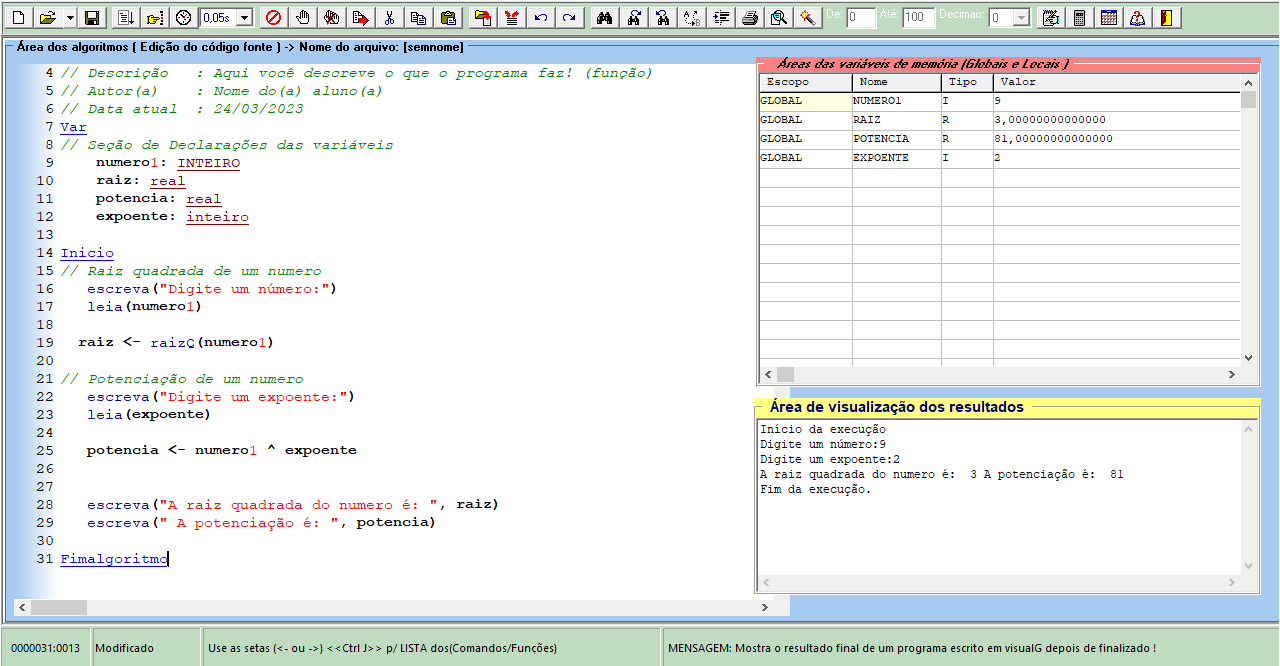 0,05s De: 0 Até: 100 Decimais: 0
Área dos algoritmos ( Edição do código fonte ) -> Nome do arquivo: [semnome]
4 // Descrição : Aqui você descreve o que o programa faz! (função)
5 // Autor(a) : Nome do(a) aluno(a)
6 // Data atual : 24/03/2023
7 Var
8 // Seção de Declarações das variáveis
9 numero1: INTEIRO
10 raiz: real
11 potencia: real
12 expoente: inteiro
13
14 Inicio
15 // Raiz quadrada de um numero
16 escreva("Digite um número:")
17 leia(numero1)
18
19 raiz <- raizQ(numero1)
20
21 // Potenciação de um numero
22 escreva("Digite um expoente:")
23 leia(expoente)
24
25 potencia <- numero1 ^ expoente
26
27
28 escreva("A raiz quadrada do numero é: ", raiz)
29 escreva(" A potenciação é: ", potencia)
30
31 Fimalgoritmo
Áreas das variáveis de memória (Globais e Locais )
Escopo Nome Tipo Valor
GLOBAL NUMERO1 I 9
GLOBAL RAIZ R 3,00000000000000
GLOBAL POTENCIA R 81,00000000000000
GLOBAL EXPOENTE I 2
Área de visualização dos resultados
Início da execução
Digite um número:9
Digite um expoente:2
A raiz quadrada do numero é:  3 A potenciação é:  81
Fim da execução.
0000031:0013 Modificado Use as setas (<- ou ->) <<Ctrl J>> p/ LISTA dos(Comandos/Funções) MENSAGEM: Mostra o resultado final de um programa escrito em visualG depois de finalizado !